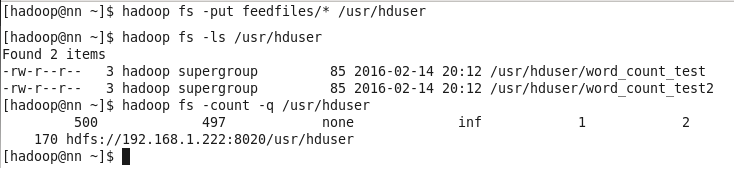 [hadoop@nn ~]$ hadoop fs -put feedfiles/* /usr/hduser
[hadoop@nn ~]$ hadoop fs -ls /usr/hduser
Found 2 items
-rw-r--r--   3 hadoop supergroup         85 2016-02-14 20:12 /usr/hduser/word_count_test
-rw-r--r--   3 hadoop supergroup         85 2016-02-14 20:12 /usr/hduser/word_count_test2
[hadoop@nn ~]$ hadoop fs -count -q /usr/hduser
         500             497            none             inf            1            2
    170 hdfs://192.168.1.222:8020/usr/hduser
[hadoop@nn ~]$